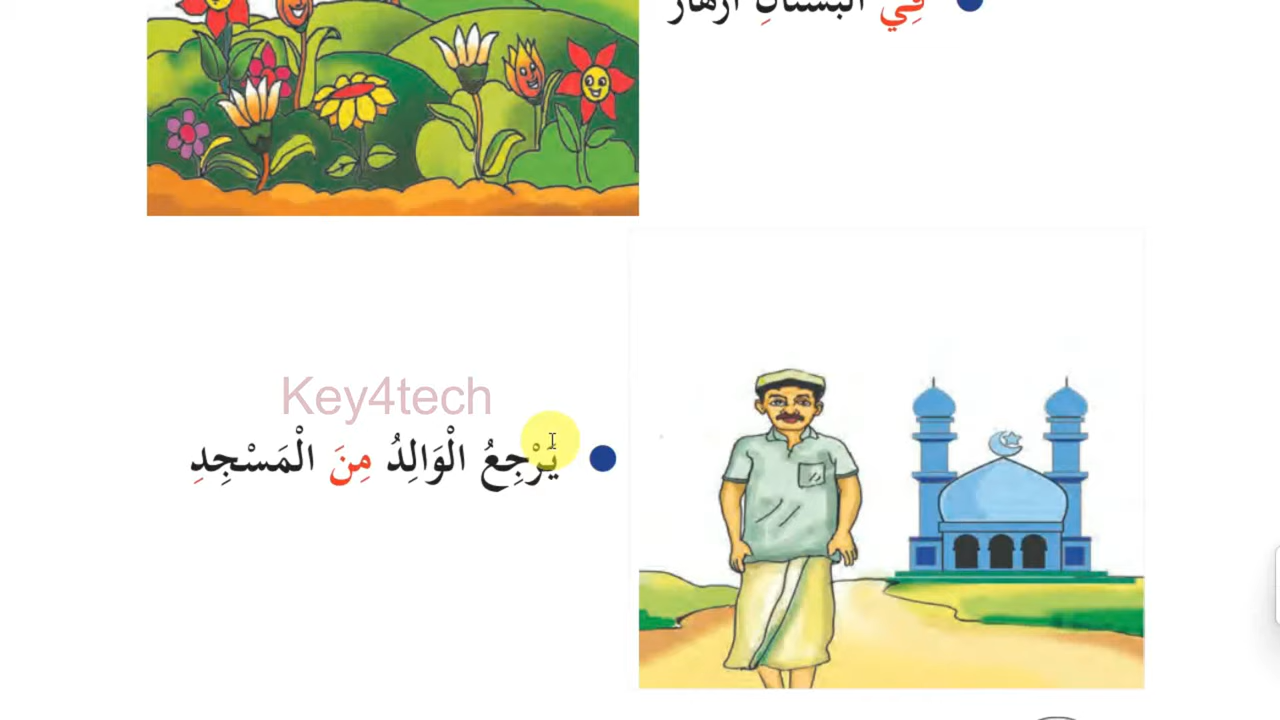 فِي الْبُسْتَانِ أَزْهَارٌ
Key4tech
يَرْجِعُ الْوَالِدُ مِنَ الْمَسْجِدِ